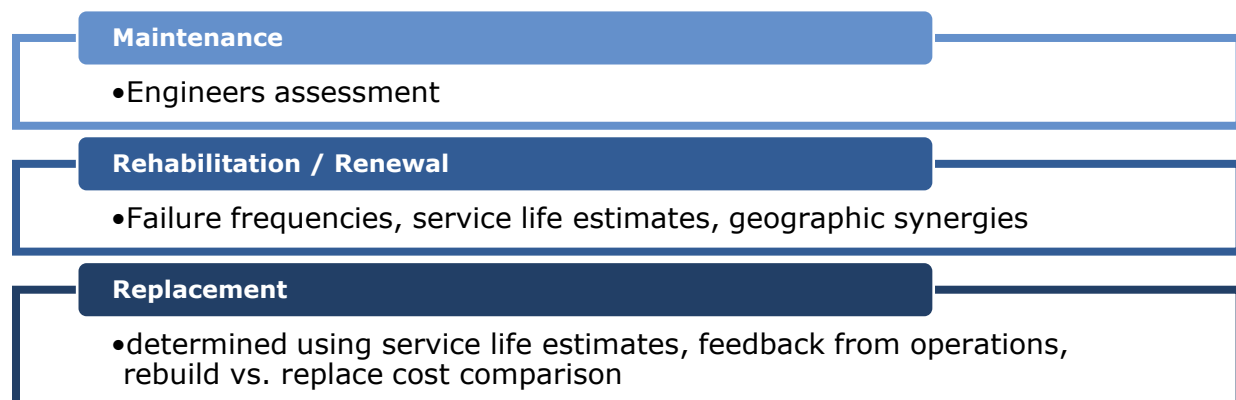 Maintenance
•Engineers assessment
Rehabilitation / Renewal
•Failure frequencies, service life estimates, geographic synergies
Replacement
•determined using service life estimates, feedback from operations,
rebuild vs. replace cost comparison